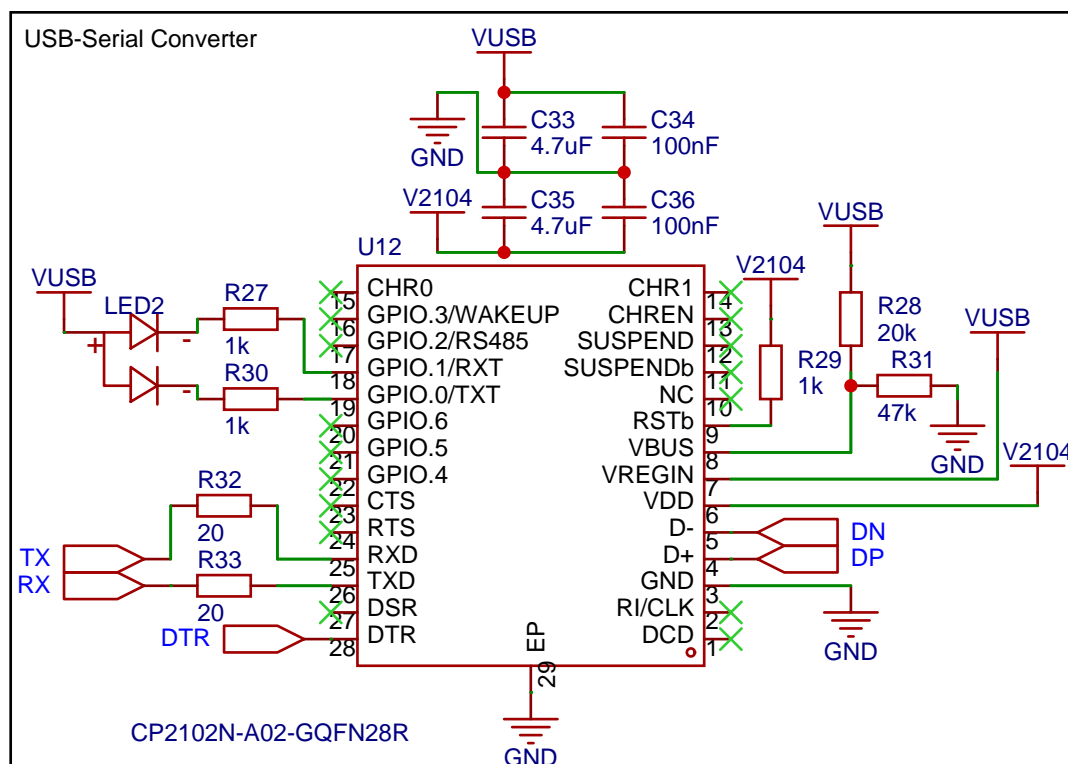 USB-Serial Converter
VUSB
C33
4.7uF
C34
100nF
GND
V2104
C35
4.7uF
C36
100nF
U12
VUSB
LED2
+
-
-
R27
1k
R30
1k
CHR0
15
GPIO.3/WAKEUP
16
GPIO.2/RS485
17
GPIO.1/RXT
18
GPIO.0/TXT
19
GPIO.6
20
GPIO.5
21
GPIO.4
22
CTS
23
RTS
24
RXD
25
TXD
26
DSR
27
DTR
28
CHR1
14
CHREN
13
SUSPEND
12
SUSPENDb
11
NC
10
RSTb
9
VBUS
8
VREGIN
7
VDD
6
D-
5
D+
4
GND
3
RI/CLK
2
DCD
1
EP
29
V2104
R29
1k
VUSB
R28
20k
R31
47k
GND
VUSB
V2104
DN
DP
GND
R32
20
R33
20
TX
RX
DTR
CP2102N-A02-GQFN28R
GND